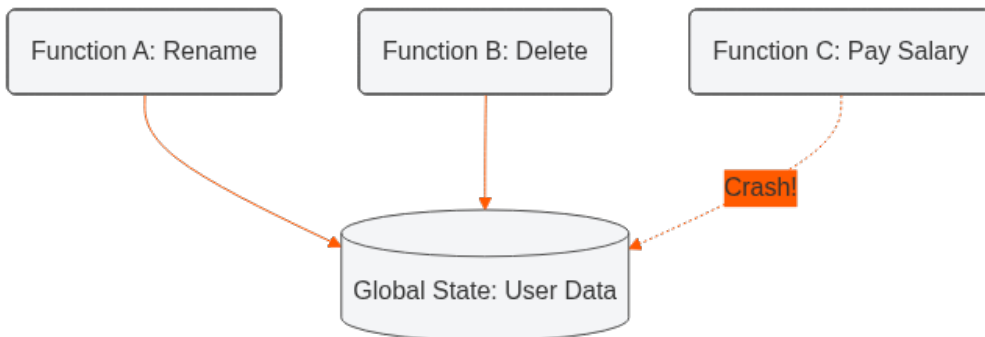 Function A: Rename
Function B: Delete
Function C: Pay Salary
Crash!
Global State: User Data